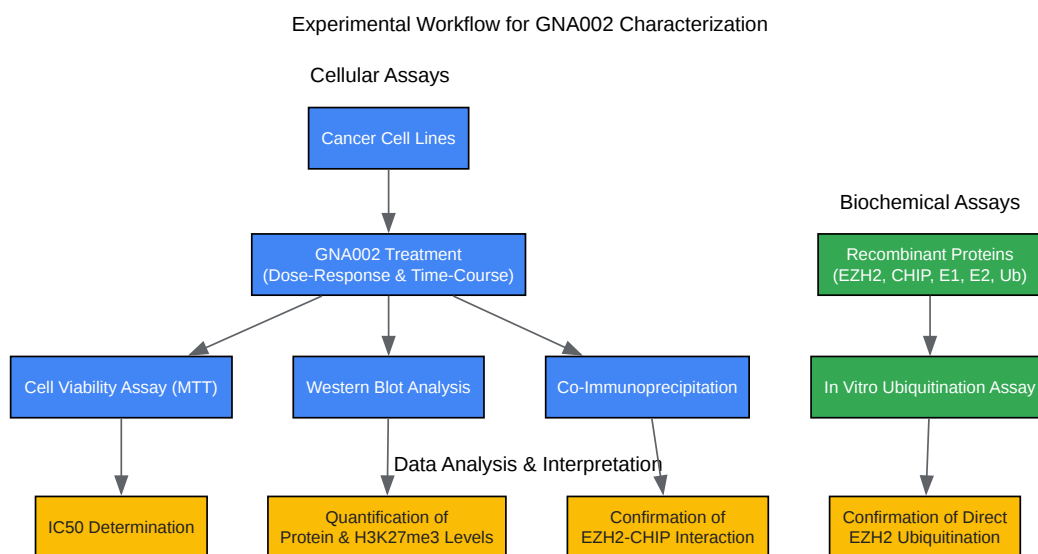 Experimental Workflow for GNA002 Characterization
Cellular Assays
Cancer Cell Lines
Biochemical Assays
GNA002 Treatment
(Dose-Response & Time-Course)
Recombinant Proteins
(EZH2, CHIP, E1, E2, Ub)
Cell Viability Assay (MTT)
Western Blot Analysis
Co-Immunoprecipitation
In Vitro Ubiquitination Assay
Data Analysis & Interpretation
IC50 Determination
Quantification of
Protein & H3K27me3 Levels
Confirmation of
EZH2-CHIP Interaction
Confirmation of Direct
EZH2 Ubiquitination